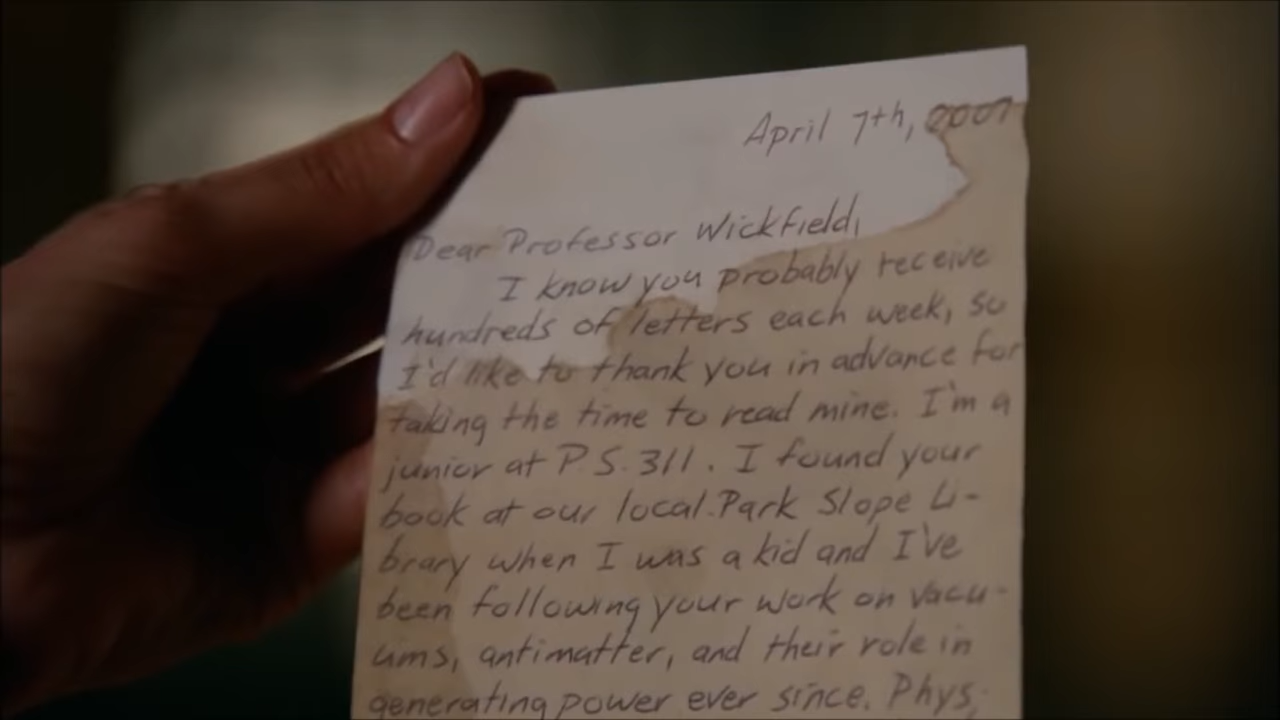 April 7th, 2007
Dear Professor Wickfield,
I know you probably receive
hundreds of letters each week, so
I'd like to thank you in advance for
taking the time to read mine. I'm a
junior at P.S. 311. I found your
book at our local Park Slope Li-
brary when I was a kid and I've
been following your work on vacu-
ums, antimatter, and their role in
generating power ever since. Phys-